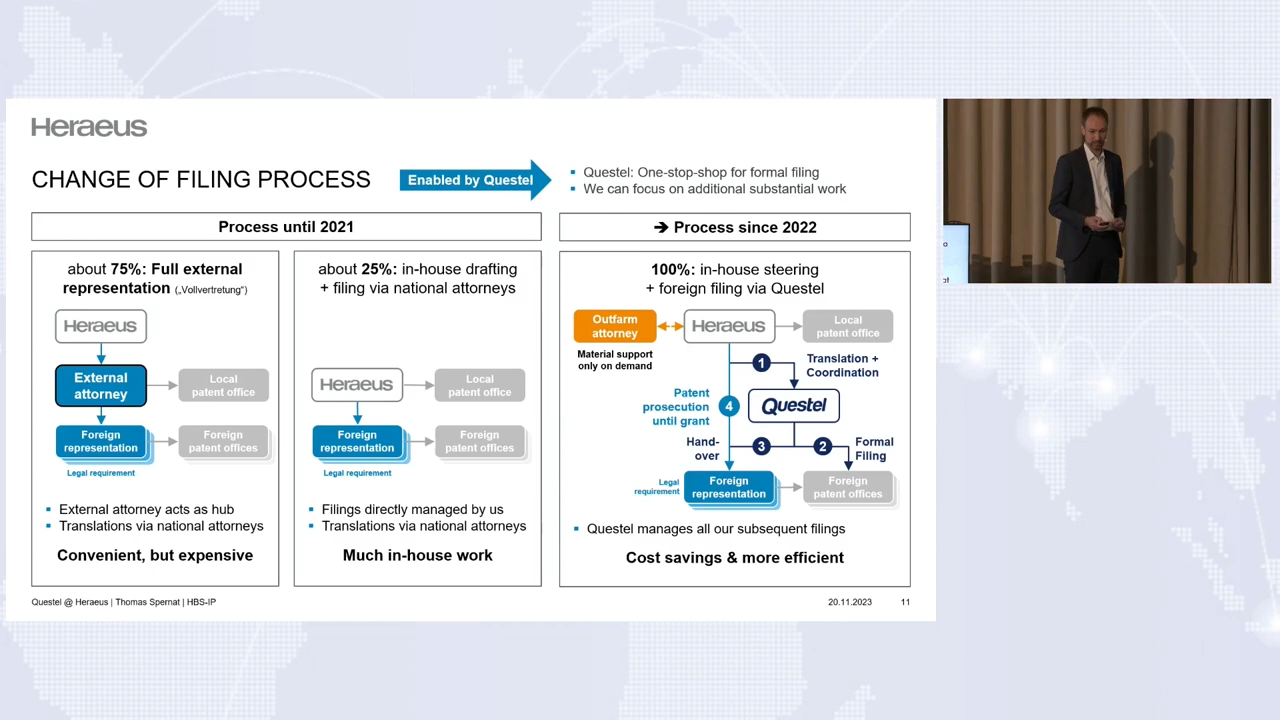 Heraeus
CHANGE OF FILING PROCESS
Enabled by Questel
▪ Questel: One-stop-shop for formal filing
▪ We can focus on additional substantial work
Process until 2021
about 75%: Full external
representation („Vollvertretung“)
Heraeus
External
attorney
Local
patent office
Foreign
representation
Foreign
patent offices
Legal requirement
▪ External attorney acts as hub
▪ Translations via national attorneys
Convenient, but expensive
about 25%: in-house drafting
+ filing via national attorneys
Heraeus
Local
patent office
Foreign
representation
Foreign
patent offices
Legal requirement
▪ Filings directly managed by us
▪ Translations via national attorneys
Much in-house work
➔ Process since 2022
100%: in-house steering
+ foreign filing via Questel
Outfarm
attorney
Heraeus
Local
patent office
Material support
only on demand
1
Translation +
Coordination
Patent
prosecution
until grant
4
Questel
Hand-
over
3
2
Formal
Filing
Legal
requirement
Foreign
representation
Foreign
patent offices
▪ Questel manages all our subsequent filings
Cost savings & more efficient
Questel @ Heraeus | Thomas Spernat | HBS-IP
20.11.2023
11
a
at